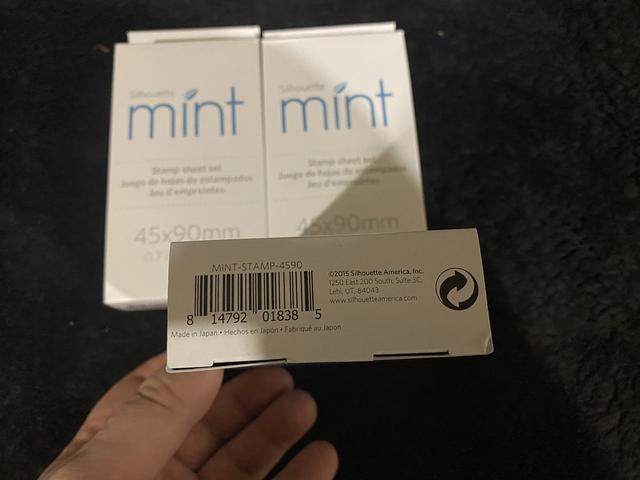 Silhouette
mint
Stamp sheet set
Juego de hojas de estampados
Jeu d'empreintes
45x90mm
Silhouette
mint
Stamp sheet set
Juego de hojas de estampados
Jeu d'empreintes
45x90mm
MINT-STAMP-4590
8 14792 01838 5
Made in Japan • Hechos en Japón • Fabriqué au Japon
©2015 Silhouette America, Inc.
1250 East 200 South, Suite 3C,
Lehi, UT, 84043
www.silhouetteamerica.com